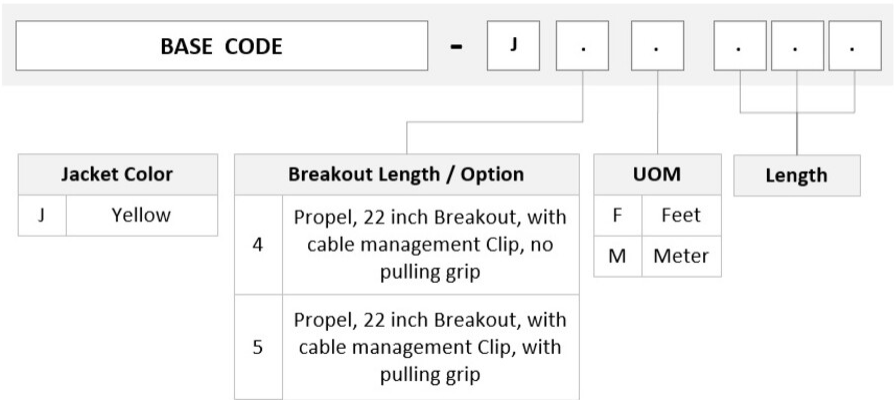 BASE CODE - J . . . . .
Jacket Color
J Yellow
Breakout Length / Option
4 Propel, 22 inch Breakout, with
cable management Clip, no
pulling grip
5 Propel, 22 inch Breakout, with
cable management Clip, with
pulling grip
UOM
F Feet
M Meter
Length